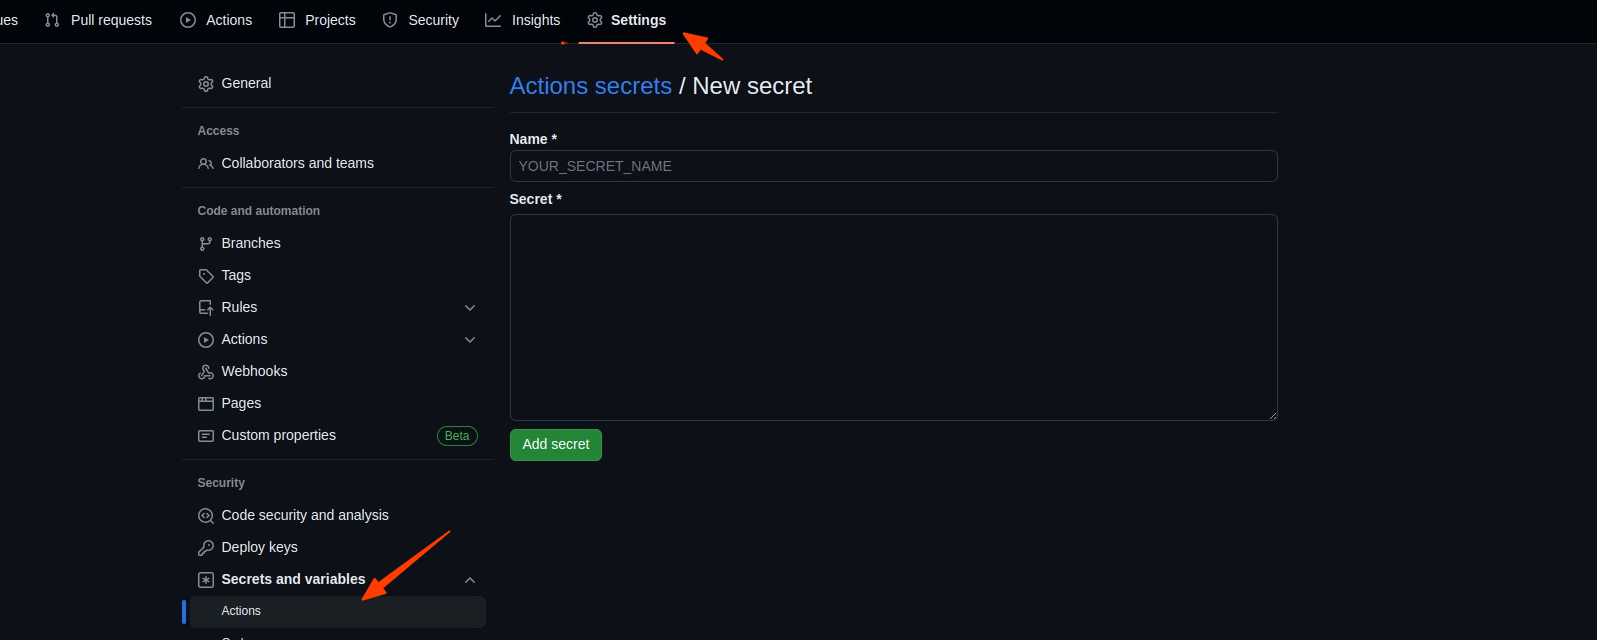 ues Pull requests Actions Projects Security Insights Settings
General
Access
Collaborators and teams
Code and automation
Branches
Tags
Rules
Actions
Webhooks
Pages
Custom properties Beta
Security
Code security and analysis
Deploy keys
Secrets and variables
Actions
Actions secrets / New secret
Name *
YOUR_SECRET_NAME
Secret *
Add secret